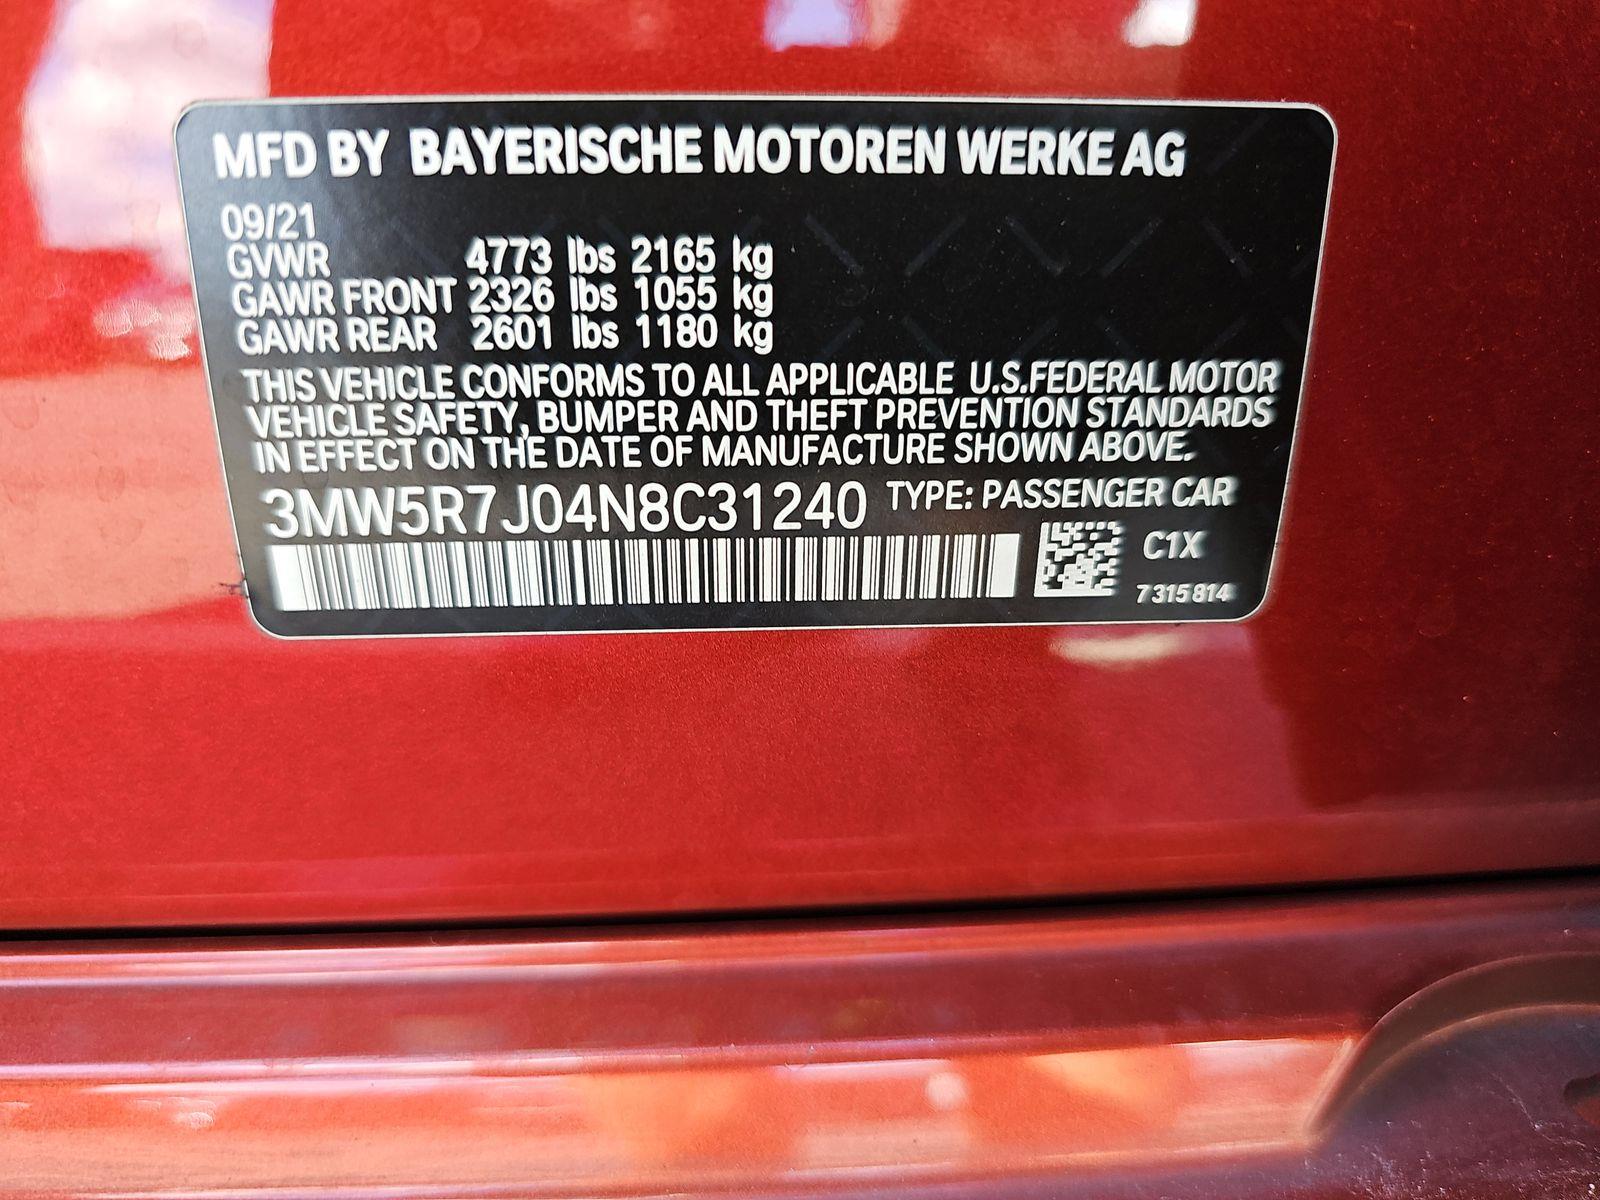 MFD BY BAYERISCHE MOTOREN WERKE AG
09/21
GVWR 4773 lbs 2165 kg
GAWR FRONT 2326 lbs 1055 kg
GAWR REAR 2601 lbs 1180 kg
THIS VEHICLE CONFORMS TO ALL APPLICABLE U.S.FEDERAL MOTOR
VEHICLE SAFETY, BUMPER AND THEFT PREVENTION STANDARDS
IN EFFECT ON THE DATE OF MANUFACTURE SHOWN ABOVE.
3MW5R7J04N8C31240 TYPE: PASSENGER CAR
C1X
7 315 814